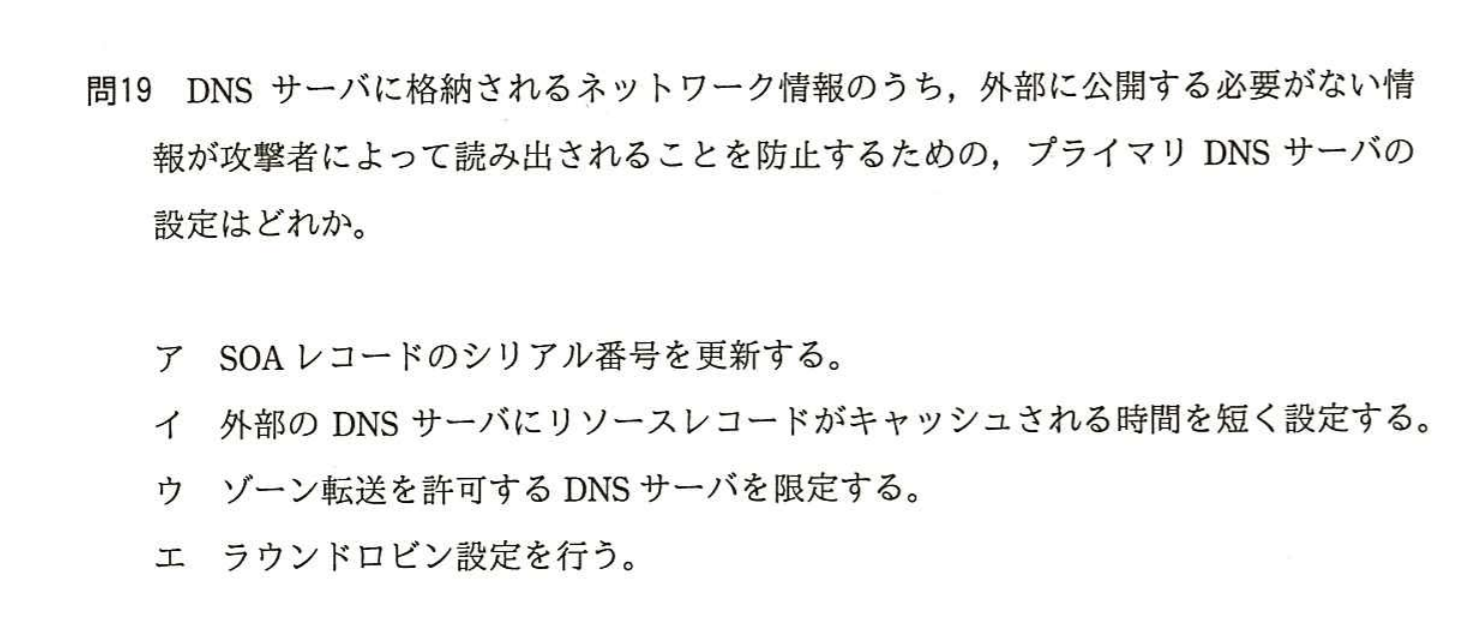 問19 DNS サーバに格納されるネットワーク情報のうち，外部に公開する必要がない情
報が攻撃者によって読み出されることを防止するための，プライマリ DNS サーバの
設定はどれか。
ア SOA レコードのシリアル番号を更新する。
イ 外部の DNS サーバにリソースレコードがキャッシュされる時間を短く設定する。
ウ ゾーン転送を許可する DNS サーバを限定する。
エ ラウンドロビン設定を行う。